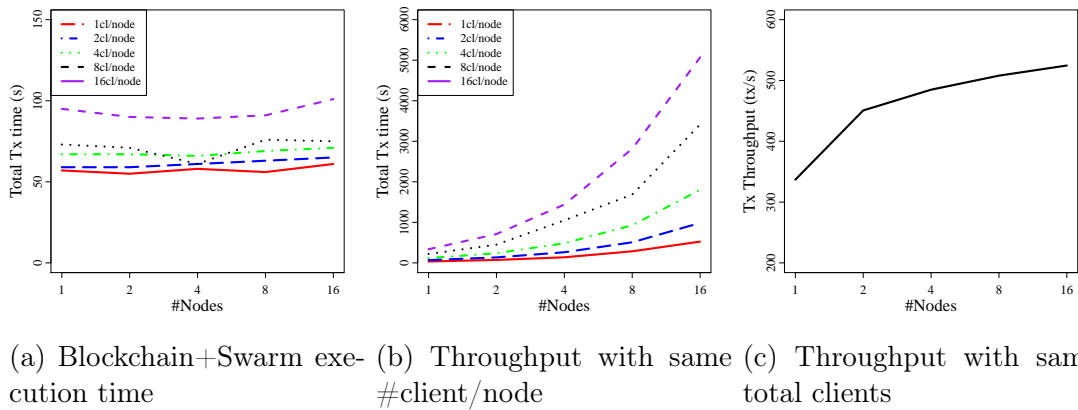 150
100
50
0
Total Tx time (s)
1cl/node
2cl/node
4cl/node
8cl/node
16cl/node
1 2 4 8 16
#Nodes
6000
5000
4000
3000
2000
1000
0
Total Tx time (s)
1cl/node
2cl/node
4cl/node
8cl/node
16cl/node
1 2 4 8 16
#Nodes
600
500
400
300
200
Tx Throughput (tx/s)
1 2 4 8 16
#Nodes
(a) Blockchain+Swarm exe-
cution time
(b) Throughput with same
#client/node
(c) Throughput with sam
total clients